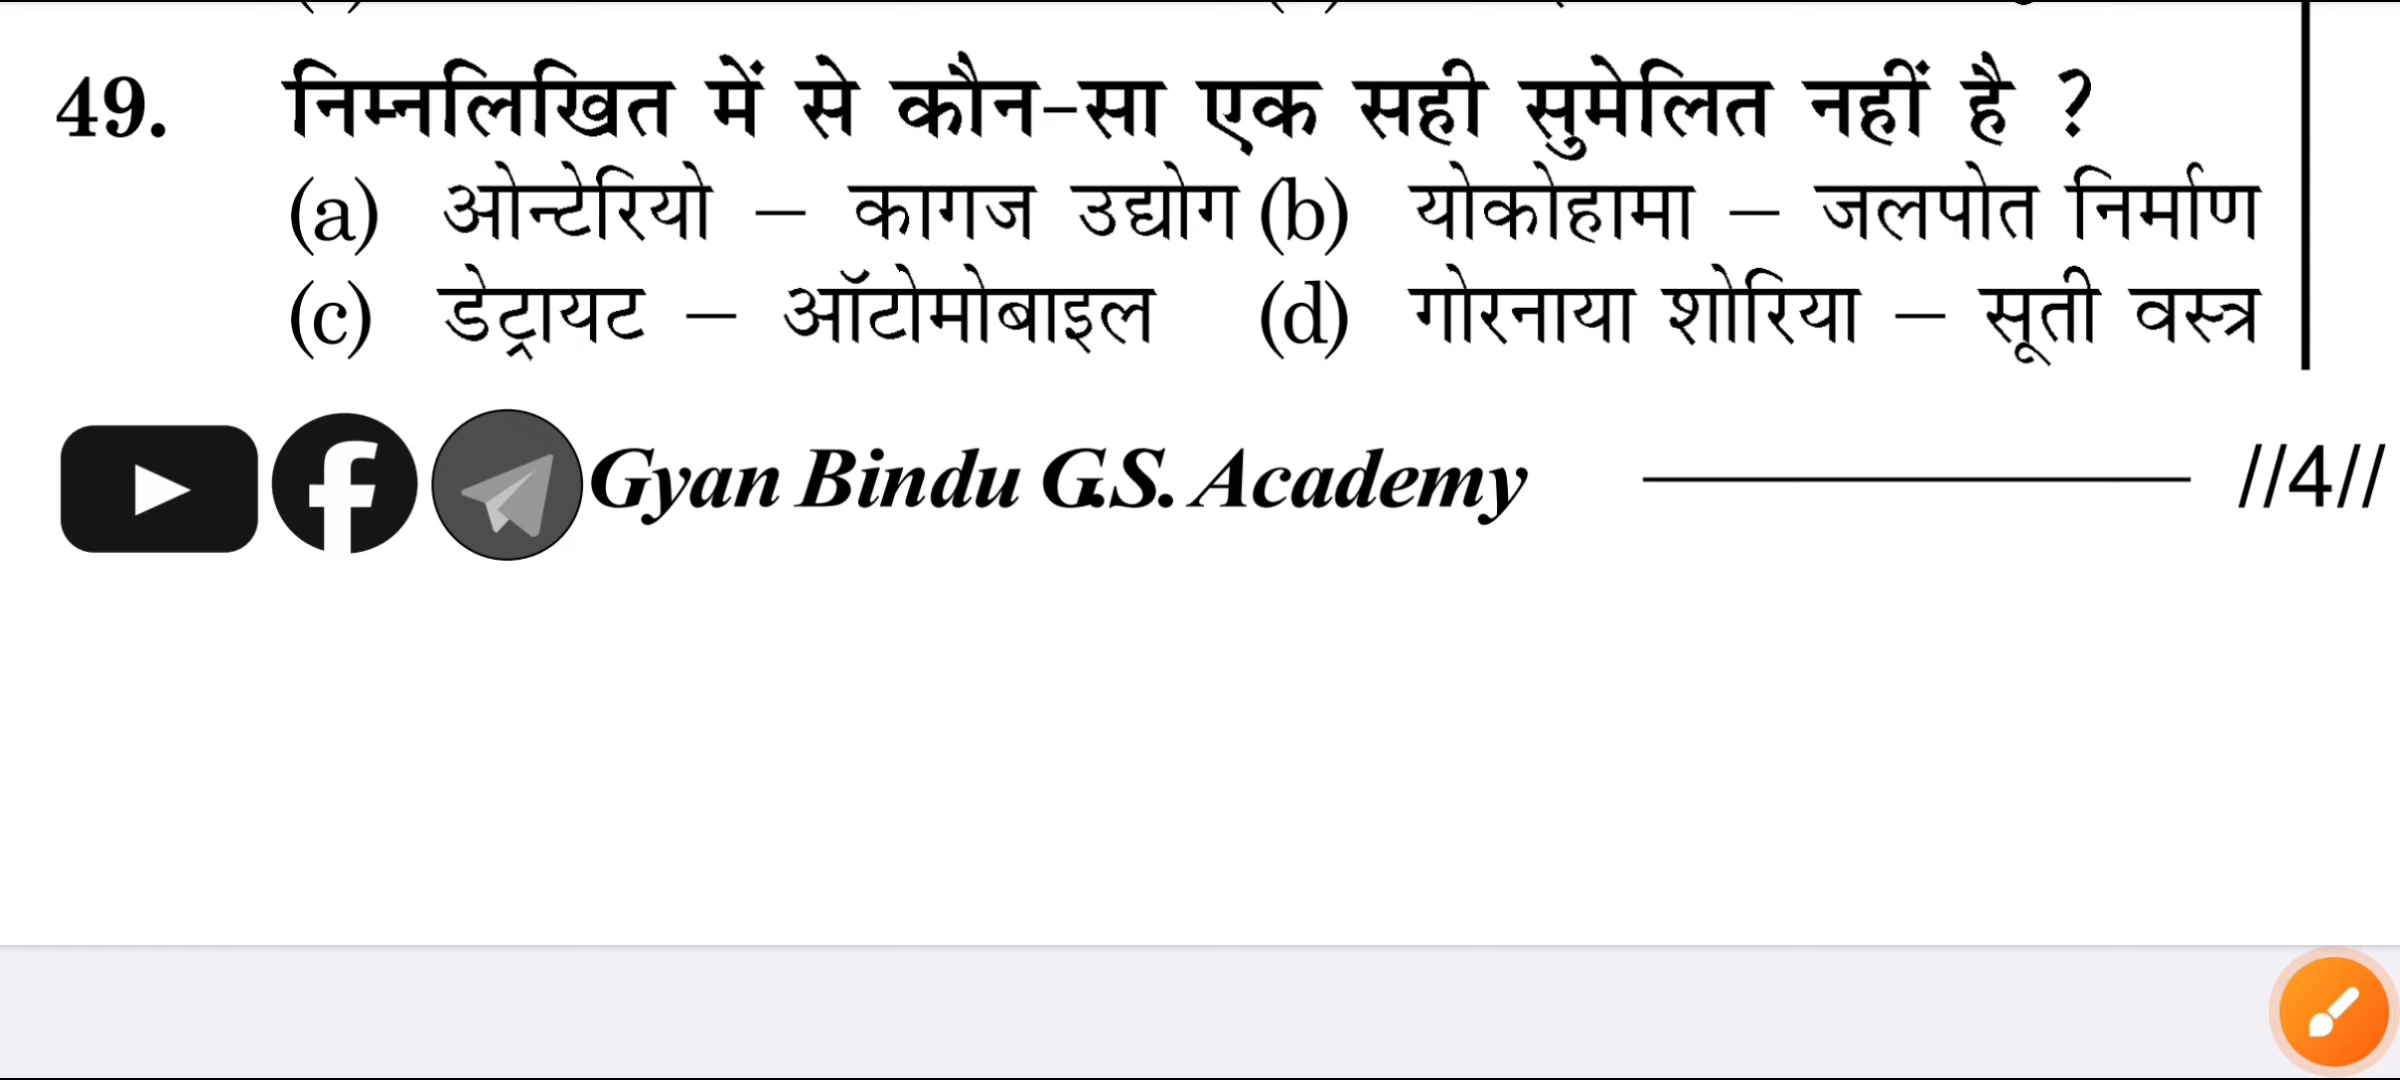 49. निम्नलिखित में से कौन-सा एक सही सुमेलित नहीं है ?
(a) ओन्टेरियो – कागज उद्योग (b) योकोहामा – जलपोत निर्माण
(c) डेट्रायट – ऑटोमोबाइल (d) गोरनाया शोरिया – सूती वस्त्र
Gyan Bindu G.S. Academy //4//